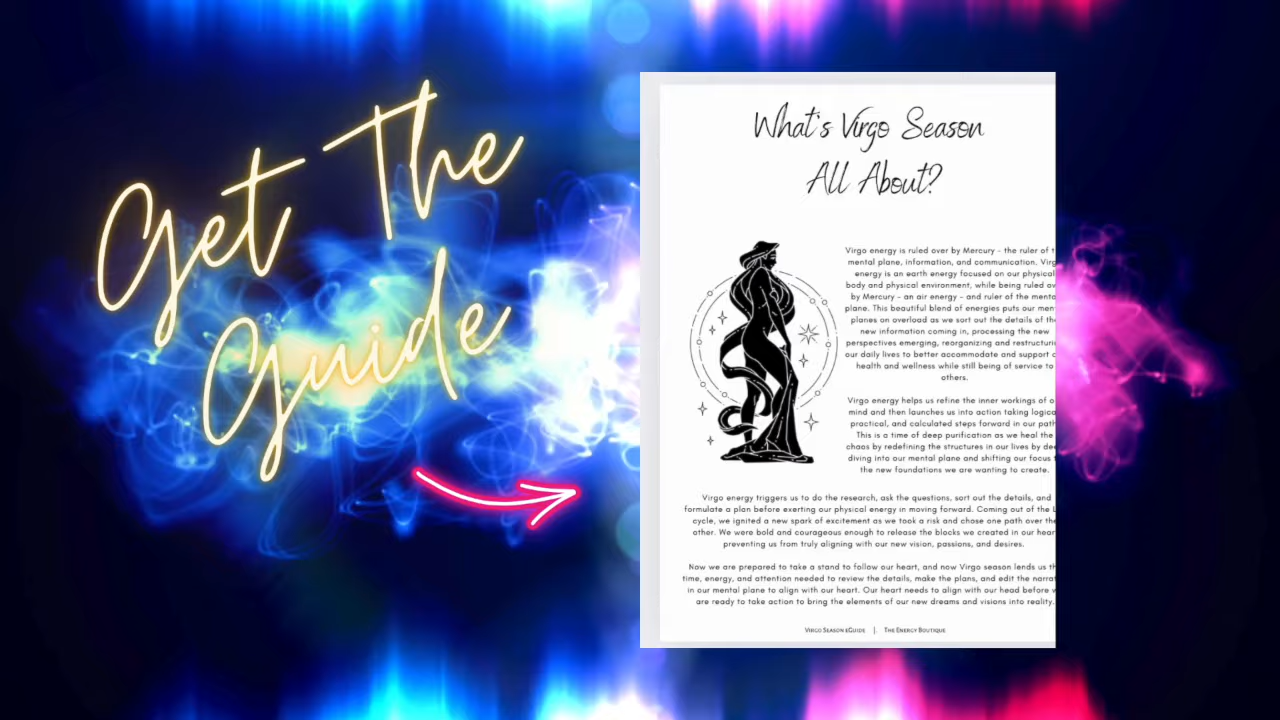 Get The
Guide
What's Virgo Season
All About?
Virgo energy is ruled over by Mercury - the ruler of
mental plane, information, and communication.
energy is an earth energy focused on our physical
body and physical environment, while being ruled
by Mercury - an air energy - and ruler of the
plane. This beautiful blend of energies puts our
planes on overload as we sort out the details of
new information coming in, processing the new
perspectives emerging, reorganizing and
our daily lives to better accommodate and support
health and wellness while still being of service to
others.
Virgo energy helps us refine the inner workings of
mind and then launches us into action taking
practical, and calculated steps forward in our
This is a time of deep purification as we heal the
chaos by redefining the structures in our lives by
diving into our mental plane and shifting our focus
the new foundations we are wanting to create.
Virgo energy triggers us to do the research, ask the questions, sort out the details, and
formulate a plan before exerting our physical energy in moving forward. Coming out of the
cycle, we ignited a new spark of excitement as we took a risk and chose one path over
other. We were bold and courageous enough to release the blocks we created in our
preventing us from truly aligning with our new vision, passions, and desires.
Now we are prepared to take a stand to follow our heart, and now Virgo season lends us
time, energy, and attention needed to review the details, make the plans, and edit the
in our mental plane to align with our heart. Our heart needs to align with our head before
are ready to take action to bring the elements of our new dreams and visions into reality.
Virgo Season eGuide | The Energy Boutique